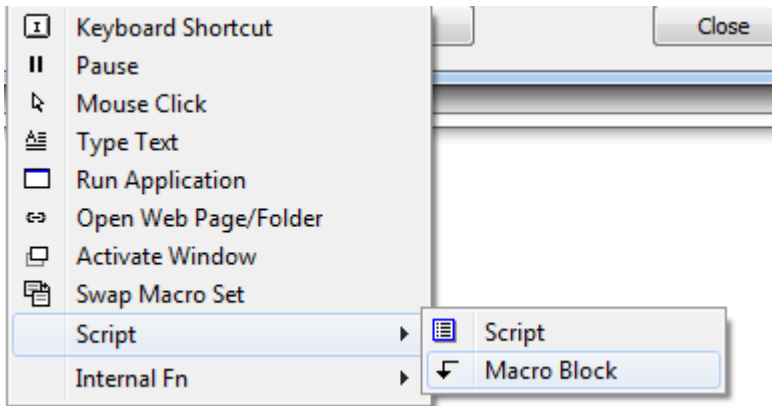 Keyboard Shortcut
Close
Pause
Mouse Click
Type Text
Run Application
Open Web Page/Folder
Activate Window
Swap Macro Set
Script
Script
Macro Block
Internal Fn